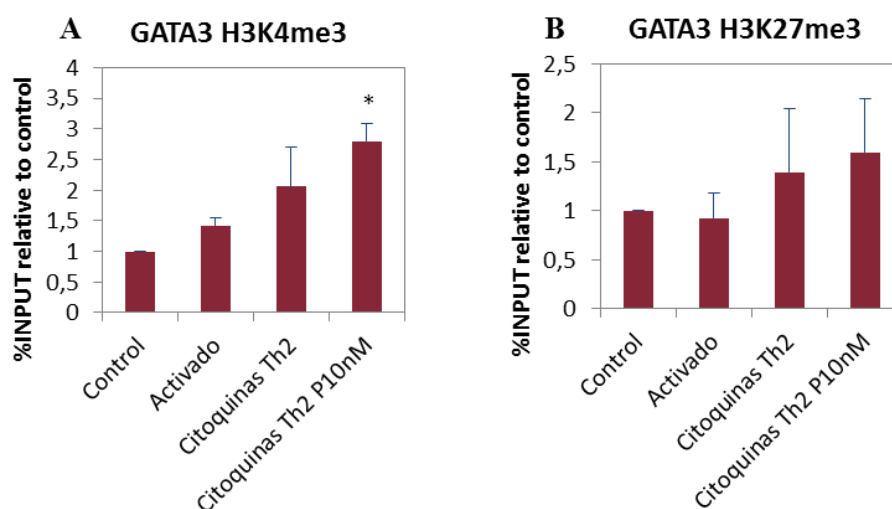 A
GATA3 H3K4me3
%INPUT relative to control
4
3,5
3
2,5
2
1,5
1
0,5
0
*
Control
Activado
Citoquinas Th2
Citoquinas Th2 P10nM
B
GATA3 H3K27me3
%INPUT relative to control
2,5
2
1,5
1
0,5
0
Control
Activado
Citoquinas Th2
Citoquinas Th2 P10nM